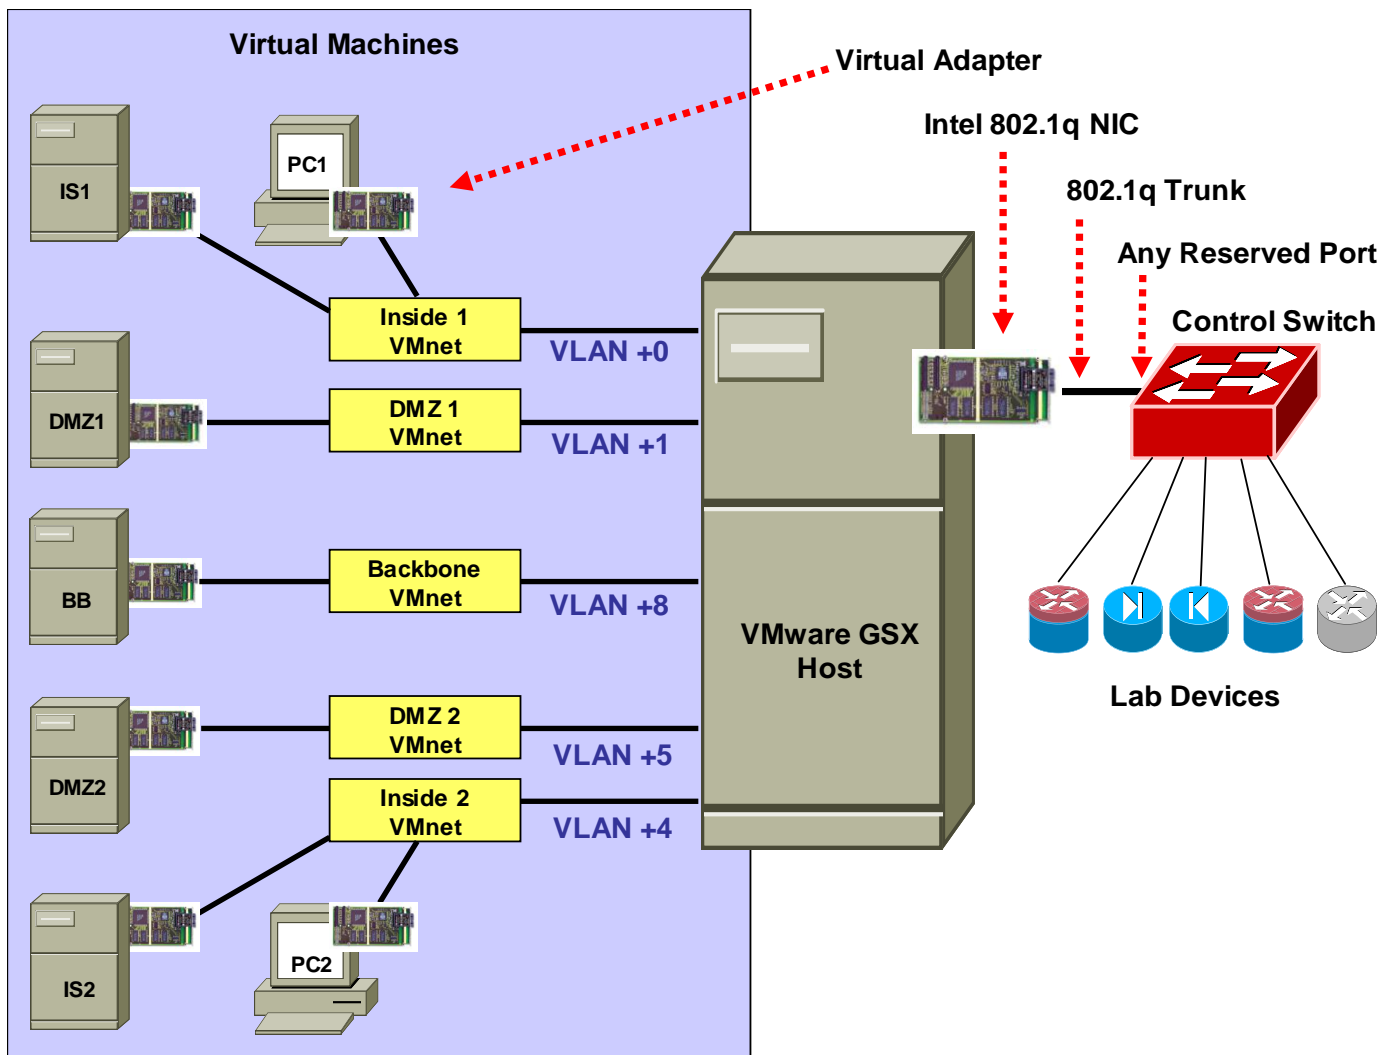 Virtual Machines
Virtual Adapter
Intel 802.1q NIC
802.1q Trunk
Any Reserved Port
Control Switch
IS1
PC1
Inside 1
VMnet
VLAN +0
DMZ1
DMZ 1
VMnet
VLAN +1
BB
Backbone
VMnet
VLAN +8
VMware GSX
Host
Lab Devices
DMZ2
DMZ 2
VMnet
VLAN +5
Inside 2
VMnet
VLAN +4
IS2
PC2